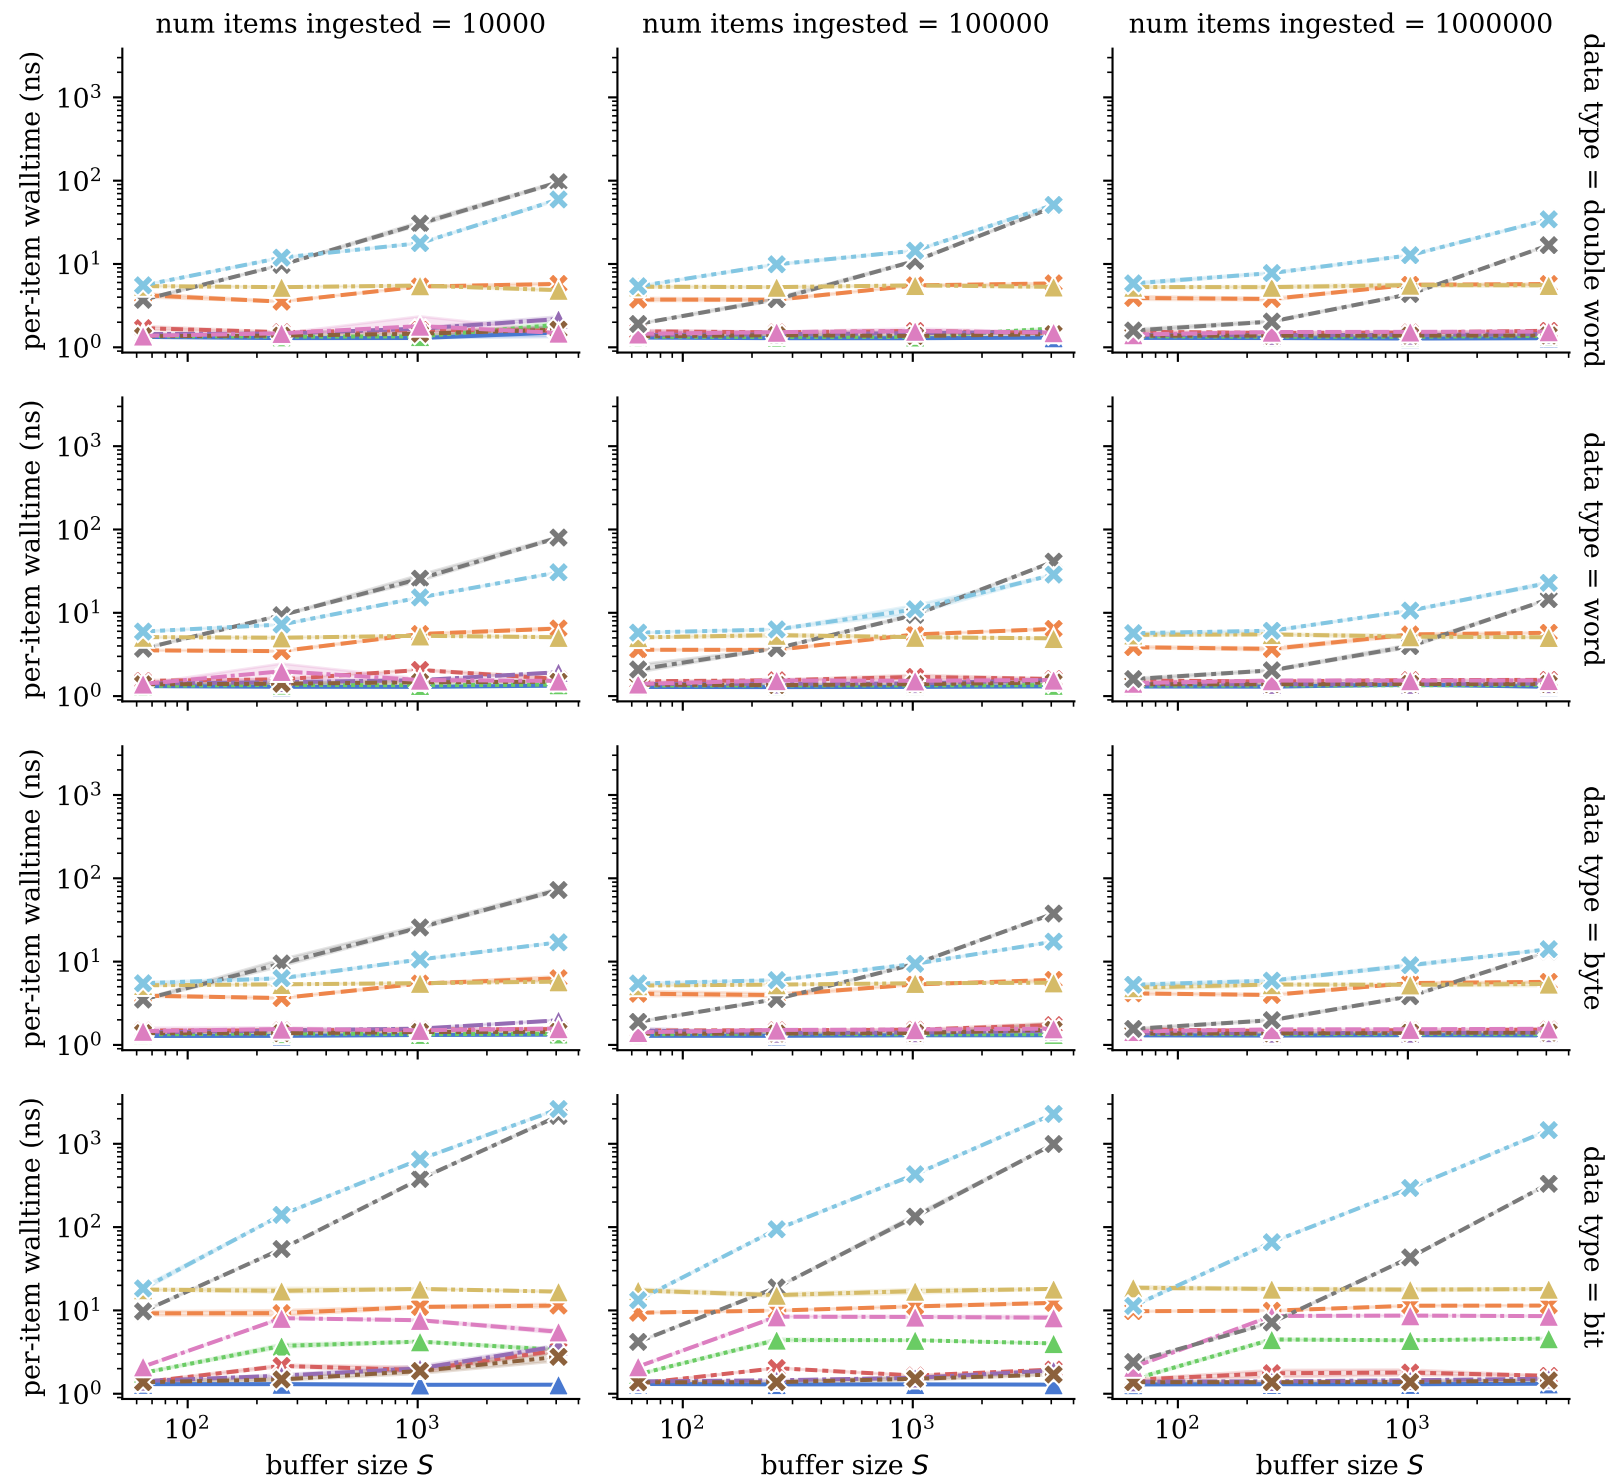 num items ingested = 10000
num items ingested = 100000
num items ingested = 1000000
per-item walltime (ns)
10³
10²
10¹
10⁰
data type = double word
per-item walltime (ns)
10³
10²
10¹
10⁰
data type = word
per-item walltime (ns)
10³
10²
10¹
10⁰
data type = byte
per-item walltime (ns)
10³
10²
10¹
10⁰
data type = bit
10² 10³
10² 10³
10² 10³
buffer size S
buffer size S
buffer size S